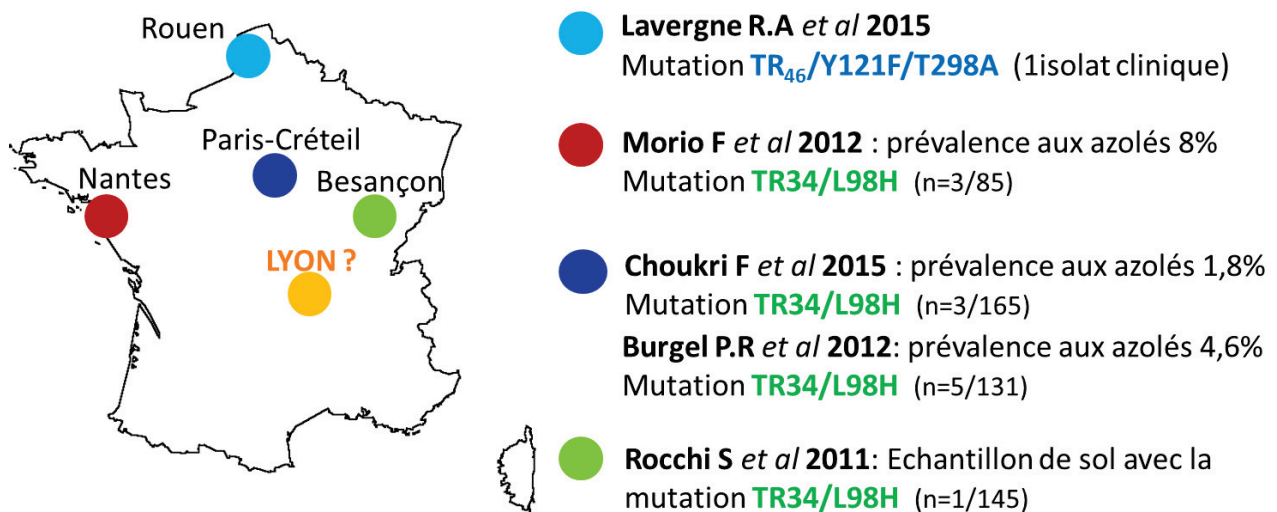 Rouen
Paris-Créteil
Nantes
Besançon
LYON ?
Lavergne R.A et al 2015
Mutation TR46/Y121F/T298A (1isolat clinique)
Morio F et al 2012 : prévalence aux azolés 8%
Mutation TR34/L98H (n=3/85)
Choukri F et al 2015 : prévalence aux azolés 1,8%
Mutation TR34/L98H (n=3/165)
Burgel P.R et al 2012: prévalence aux azolés 4,6%
Mutation TR34/L98H (n=5/131)
Rocchi S et al 2011: Echantillon de sol avec la
mutation TR34/L98H (n=1/145)